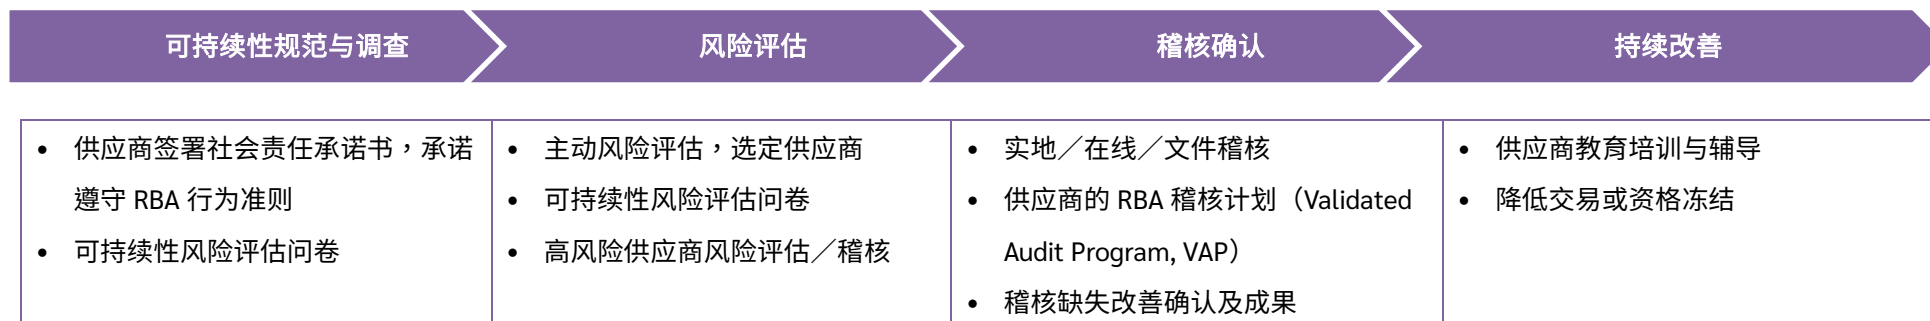 可持续性规范与调查
风险评估
稽核确认
持续改善
• 供应商签署社会责任承诺书，承诺
遵守 RBA 行为准则
• 可持续性风险评估问卷
• 主动风险评估，选定供应商
• 可持续性风险评估问卷
• 高风险供应商风险评估／稽核
• 实地／在线／文件稽核
• 供应商的 RBA 稽核计划（Validated
Audit Program, VAP）
• 稽核缺失改善确认及成果
• 供应商教育培训与辅导
• 降低交易或资格冻结